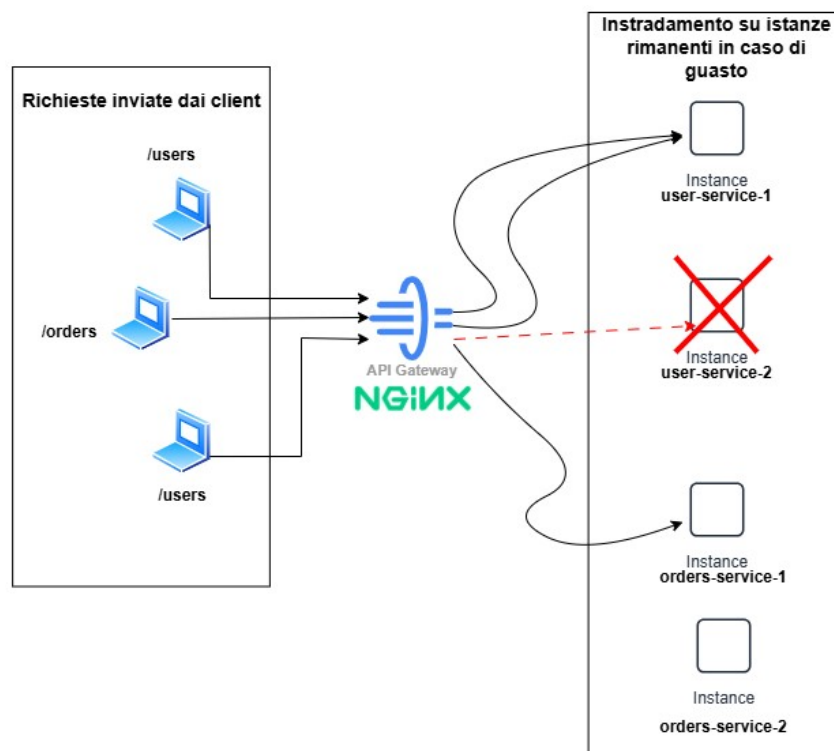 Richieste inviate dai client
/users
/orders
/users
API Gateway
NGINX
Instradamento su istanze
rimanenti in caso di
guasto
Instance
user-service-1
Instance
user-service-2
Instance
orders-service-1
Instance
orders-service-2